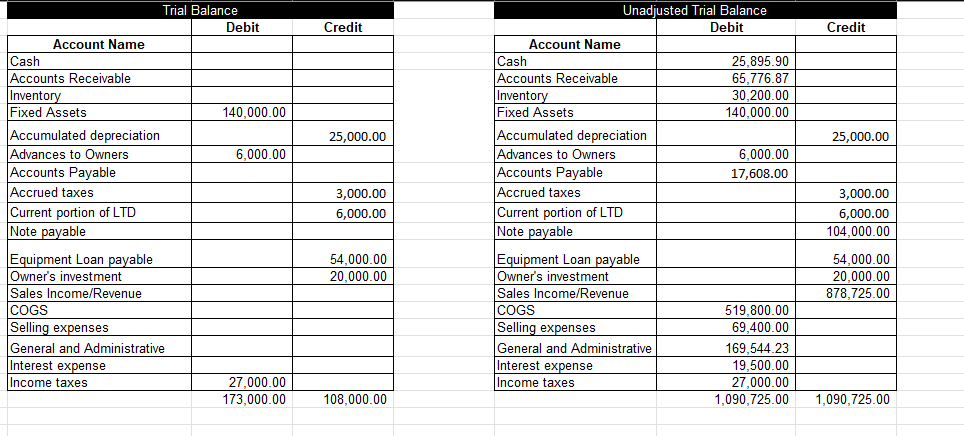 Trial Balance
Debit Credit
Account Name
Cash
Accounts Receivable
Inventory
Fixed Assets 140,000.00
Accumulated depreciation 25,000.00
Advances to Owners 6,000.00
Accounts Payable
Accrued taxes 3,000.00
Current portion of LTD 6,000.00
Note payable
Equipment Loan payable 54,000.00
Owner's investment 20,000.00
Sales Income/Revenue
COGS
Selling expenses
General and Administrative
Interest expense
Income taxes 27,000.00
173,000.00 108,000.00
Unadjusted Trial Balance
Debit Credit
Account Name
Cash 25,895.90
Accounts Receivable 65,776.87
Inventory 30,200.00
Fixed Assets 140,000.00
Accumulated depreciation 25,000.00
Advances to Owners 6,000.00
Accounts Payable 17,608.00
Accrued taxes 3,000.00
Current portion of LTD 6,000.00
Note payable 104,000.00
Equipment Loan payable 54,000.00
Owner's investment 20,000.00
Sales Income/Revenue 878,725.00
COGS 519,800.00
Selling expenses 69,400.00
General and Administrative 169,544.23
Interest expense 19,500.00
Income taxes 27,000.00
1,090,725.00 1,090,725.00